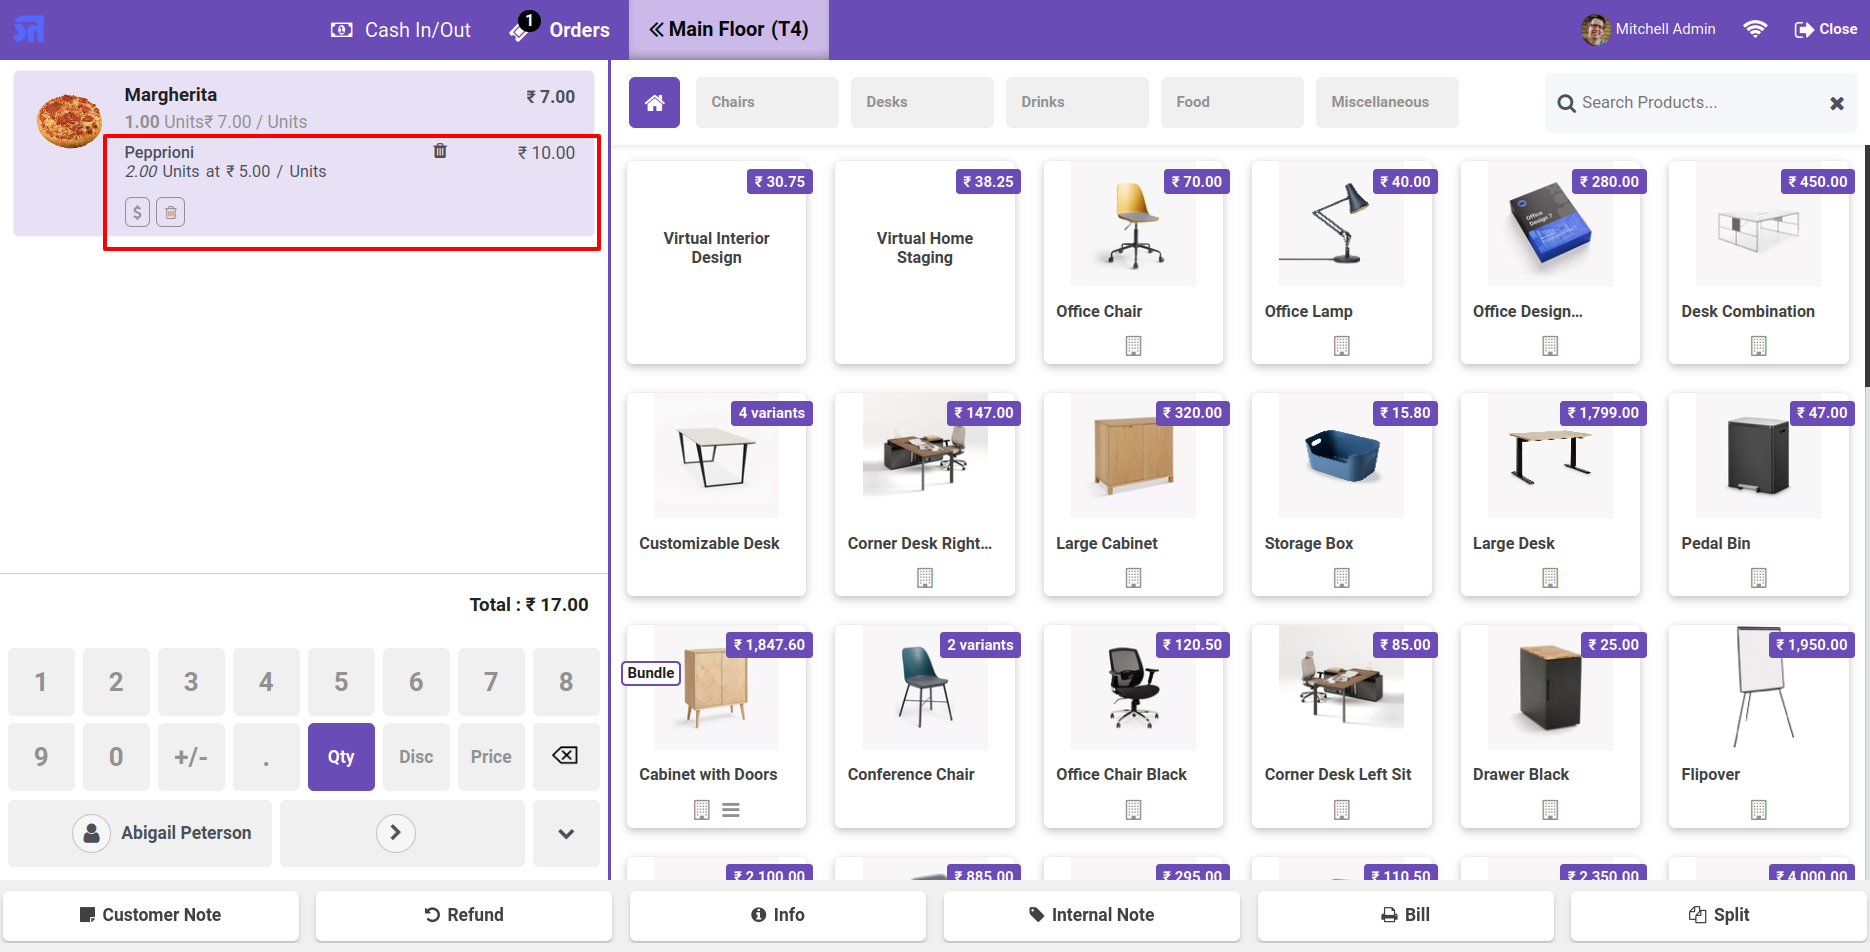 Cash In/Out
1
Orders
Main Floor (T4)
Mitchell Admin
Close
Margherita
₹ 7.00
1.00 Units₹ 7.00 / Units
Pepprioni
₹ 10.00
2.00 Units at ₹ 5.00 / Units
$
Total : ₹ 17.00
1 2 3 4 5 6 7 8
9 0 +/- . Qty Disc Price
Abigail Peterson
Chairs
Desks
Drinks
Food
Miscellaneous
Search Products...
₹ 30.75
Virtual Interior
Design
₹ 38.25
Virtual Home
Staging
₹ 70.00
Office Chair
₹ 40.00
Office Lamp
₹ 280.00
Office
Design 7
Office Design...
₹ 450.00
Desk Combination
4 variants
Customizable Desk
₹ 147.00
Corner Desk Right...
₹ 320.00
Large Cabinet
₹ 15.80
Storage Box
₹ 1,799.00
Large Desk
₹ 47.00
Pedal Bin
₹ 1,847.60
Bundle
Cabinet with Doors
2 variants
Conference Chair
₹ 120.50
Office Chair Black
₹ 85.00
Corner Desk Left Sit
₹ 25.00
Drawer Black
₹ 1,950.00
Flipover
₹ 2,100.00
₹ 885.00
₹ 295.00
₹ 110.50
₹ 2,350.00
₹ 4,000.00
Customer Note
Refund
Info
Internal Note
Bill
Split